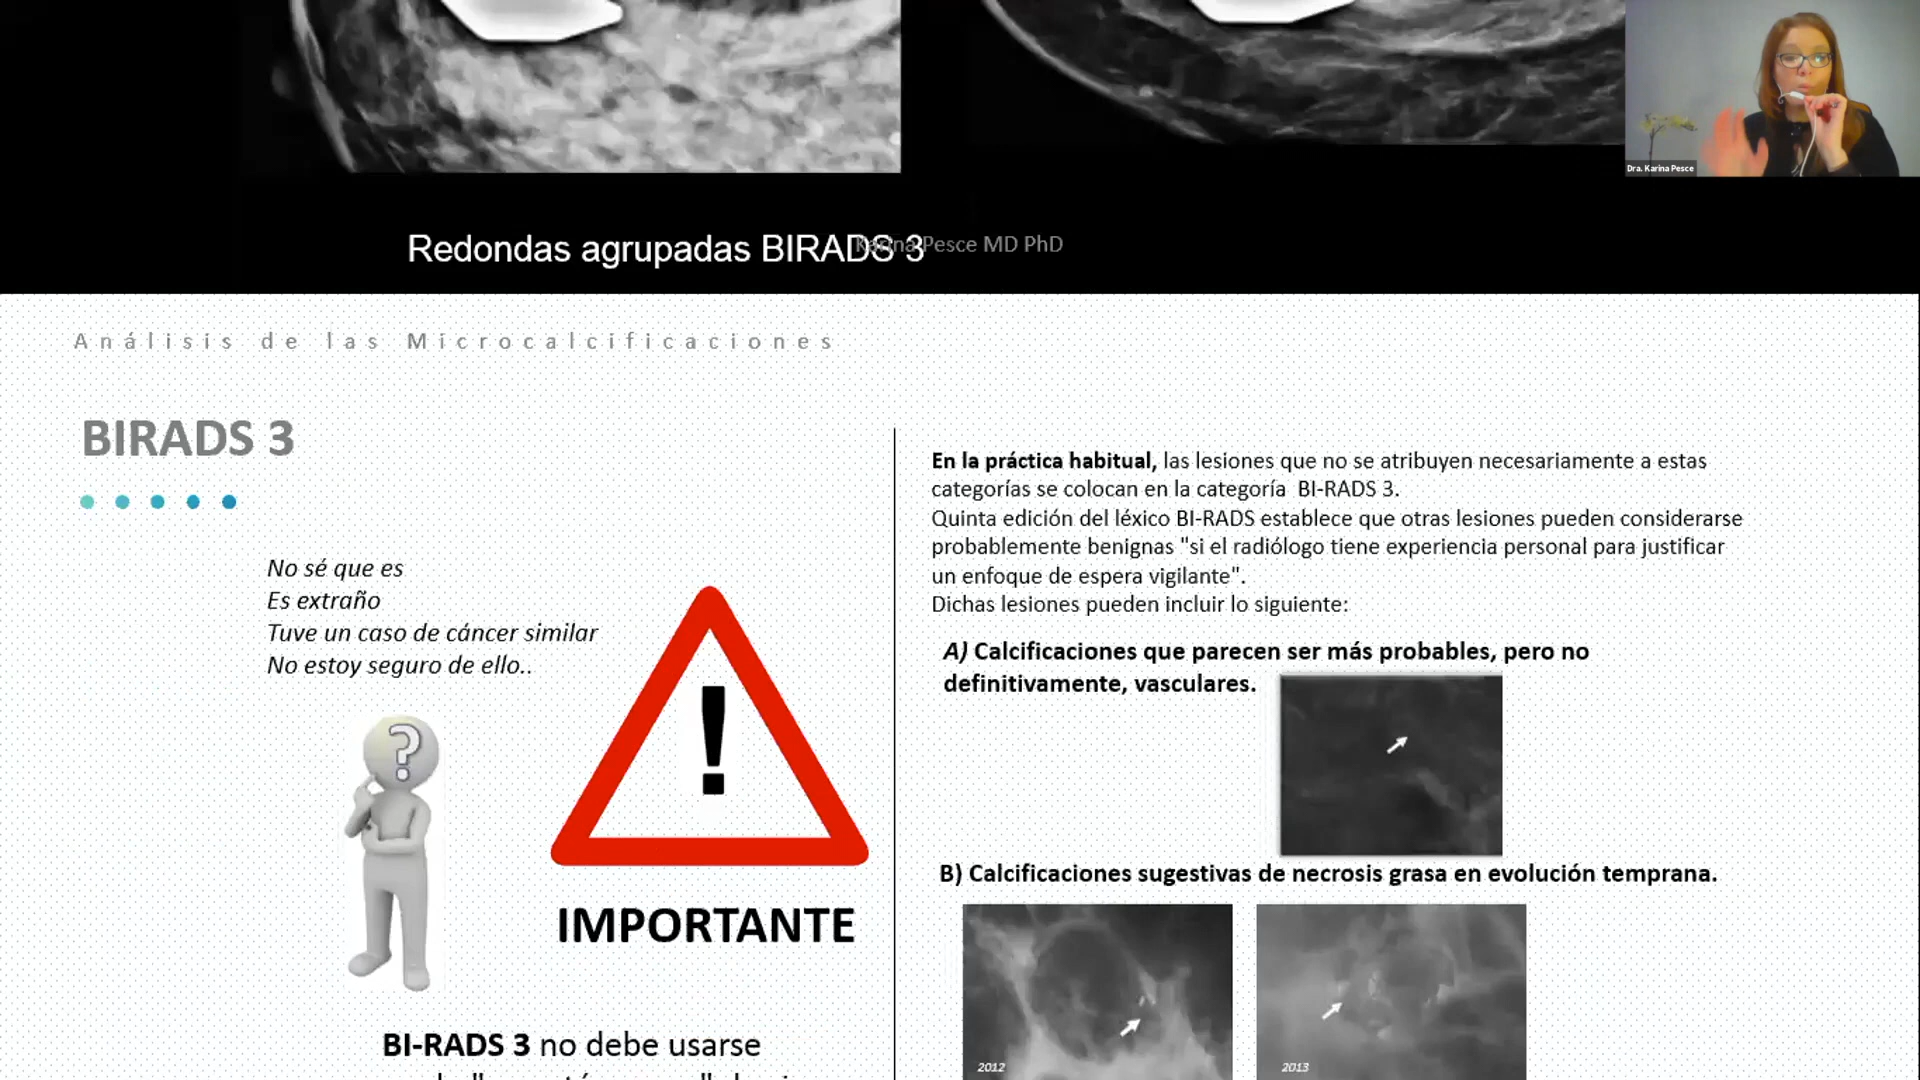 Dra. Karina Pesce
Redondas agrupadas BIRADS 3
Karina Pesce MD PhD
Análisis de las Microcalcificaciones
BIRADS 3
No sé que es
Es extraño
Tuve un caso de cáncer similar
No estoy seguro de ello..
?
!
IMPORTANTE
BI-RADS 3 no debe usarse
En la práctica habitual, las lesiones que no se atribuyen necesariamente a estas
categorías se colocan en la categoría BI-RADS 3.
Quinta edición del léxico BI-RADS establece que otras lesiones pueden considerarse
probablemente benignas "si el radiólogo tiene experiencia personal para justificar
un enfoque de espera vigilante".
Dichas lesiones pueden incluir lo siguiente:
A) Calcificaciones que parecen ser más probables, pero no
definitivamente, vasculares.
B) Calcificaciones sugestivas de necrosis grasa en evolución temprana.
2012
2013